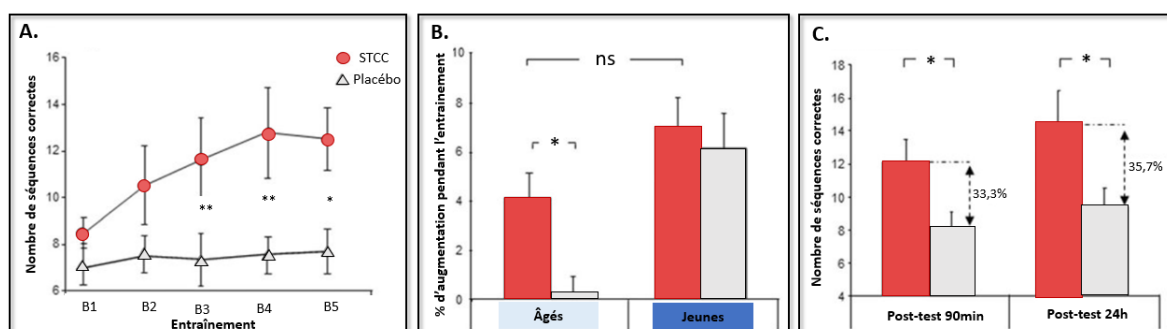 A.
Nombre de séquences correctes
16
14
12
10
8
6
STCC
Placébo
**
**
*
B1
B2
B3
B4
B5
Entraînement
B.
% d'augmentation pendant l'entrainement
10
8
6
4
2
0
ns
*
Âgés
Jeunes
C.
Nombre de séquences correctes
18
16
14
12
10
8
6
4
*
*
33,3%
35,7%
Post-test 90min
Post-test 24h